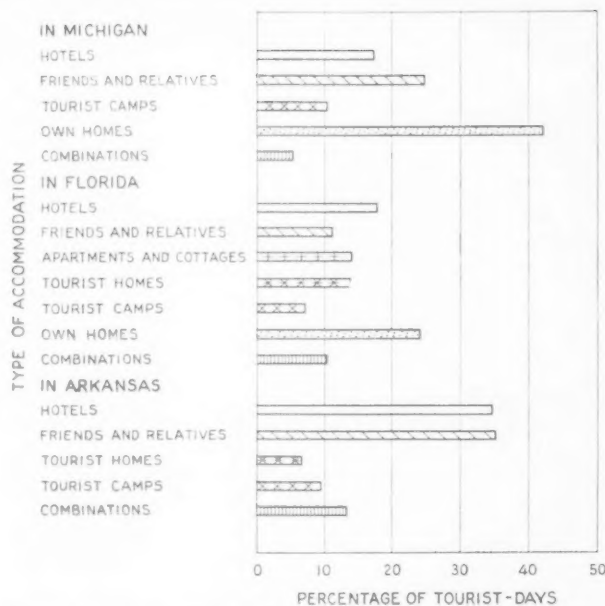 IN MICHIGAN
HOTELS
FRIENDS AND RELATIVES
TOURIST CAMPS
OWN HOMES
COMBINATIONS
IN FLORIDA
HOTELS
FRIENDS AND RELATIVES
APARTMENTS AND COTTAGES
TOURIST HOMES
TOURIST CAMPS
OWN HOMES
COMBINATIONS
IN ARKANSAS
HOTELS
FRIENDS AND RELATIVES
TOURIST HOMES
TOURIST CAMPS
COMBINATIONS
TYPE OF ACCOMMODATION
0 10 20 30 40 50
PERCENTAGE OF TOURIST-DAYS